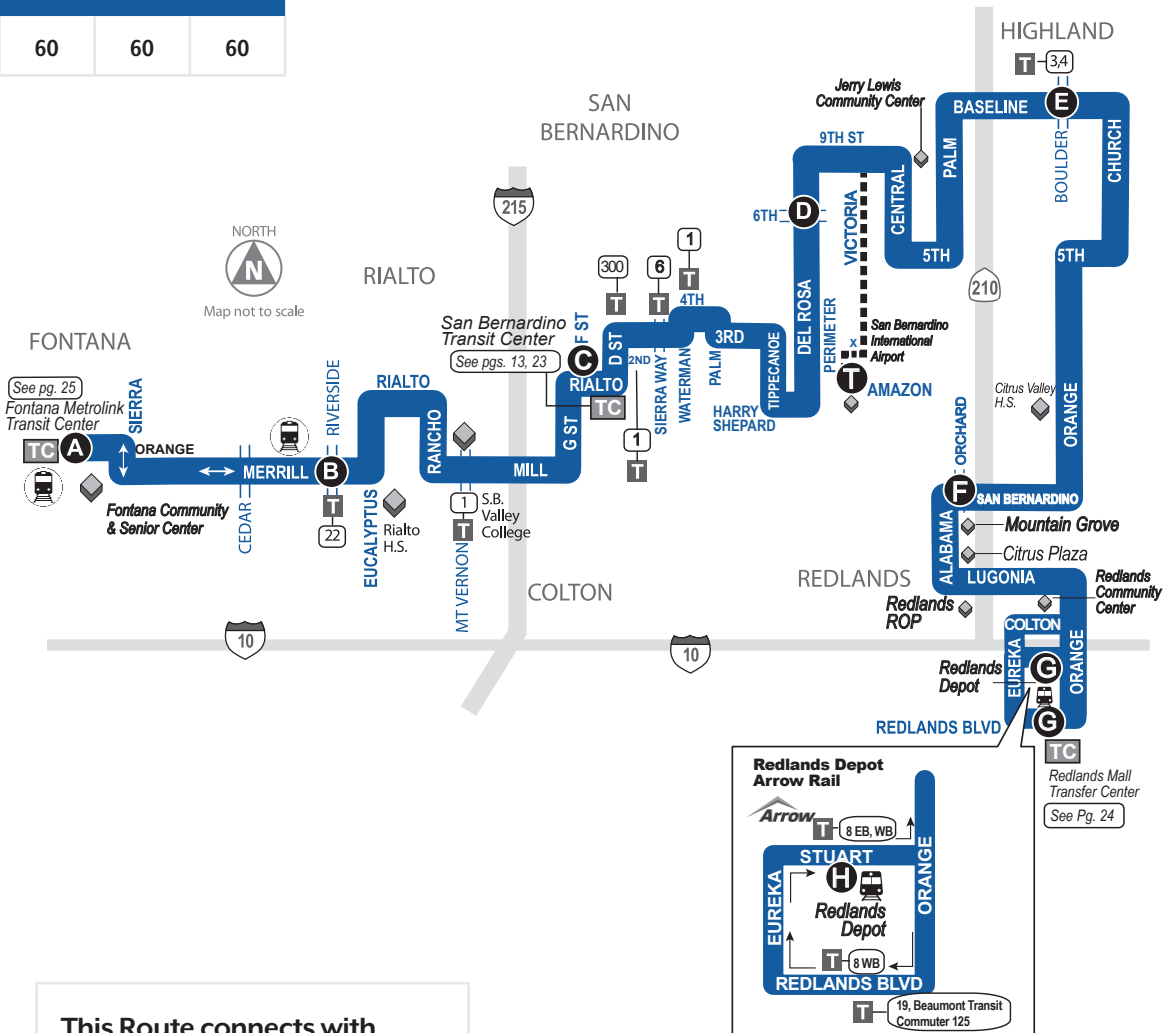 60 60 60
HIGHLAND
T 3,4
Jerry Lewis
Community Center
SAN
BERNARDINO
BASELINE E
9TH ST
PALM
BOULDER
CHURCH
215
6TH D
VICTORIA
CENTRAL
5TH
5TH
NORTH
N
Map not to scale
RIALTO
1
T
300
T
6
T
4TH
210
DEL ROSA
PERIMETER
FONTANA
San Bernardino
Transit Center
See pgs. 13, 23
F ST
C
D ST
2ND
RIALTO
TC
G ST
SIERRA WAY
WATERMAN
PALM
3RD
TIPPECANOE
HARRY
SHEPARD
x
San Bernardino
International
Airport
T
AMAZON
See pg. 25
Fontana Metrolink
Transit Center
TC A
SIERRA
ORANGE
MERRILL
RIVERSIDE
B
RIALTO
RANCHO
MILL
1
T
Citrus Valley
H.S.
ORANGE
ORCHARD
F
SAN BERNARDINO
Fontana Community
& Senior Center
CEDAR
T
22
EUCALYPTUS
Rialto
H.S.
1
T
S.B.
Valley
College
MT VERNON
Mountain Grove
Citrus Plaza
ALABAMA
COLTON
REDLANDS
LUGONIA
Redlands
Community
Center
Redlands
ROP
COLTON
10
10
EUREKA
ORANGE
Redlands
Depot
G
REDLANDS BLVD
G
TC
Redlands Mall
Transfer Center
See Pg. 24
Redlands Depot
Arrow Rail
Arrow
T 8 EB, WB
STUART
H
EUREKA
ORANGE
Redlands
Depot
T 8 WB
REDLANDS BLVD
T 19, Beaumont Transit
Commuter 125
This Route connects with